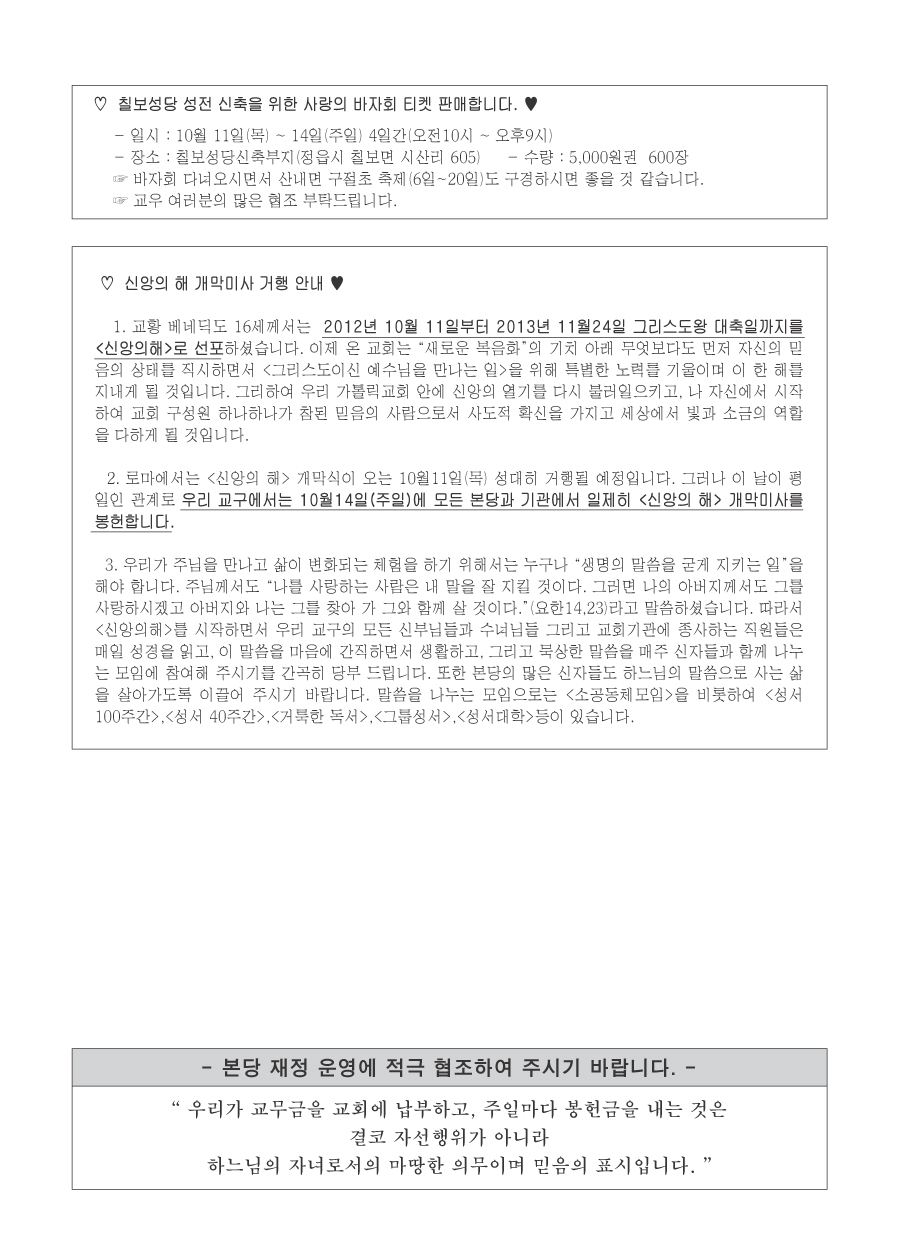 ♡ 칠보성당 성전 신축을 위한 사랑의 바자회 티켓 판매합니다. ♥
- 일시 : 10월 11일(목) ~ 14일(주일) 4일간(오전10시 ~ 오후9시)
- 장소 : 칠보성당신축부지(정읍시 칠보면 시산리 605) - 수량 : 5,000원권 600장
☞ 바자회 다녀오시면서 산내면 구절초 축제(6일~20일)도 구경하시면 좋을 것 같습니다.
☞ 교우 여러분의 많은 협조 부탁드립니다.
♡ 신앙의 해 개막미사 거행 안내 ♥
1. 교황 베네딕도 16세께서는 2012년 10월 11일부터 2013년 11월24일 그리스도왕 대축일까지를
<신앙의해>로 선포하셨습니다. 이제 온 교회는 “새로운 복음화”의 기치 아래 무엇보다도 먼저 자신의 믿
음의 상태를 직시하면서 <그리스도이신 예수님을 만나는 일>을 위해 특별한 노력를 기울이며 이 한 해를
지내게 될 것입니다. 그리하여 우리 가톨릭교회 안에 신앙의 열기를 다시 불러일으키고, 나 자신에서 시작
하여 교회 구성원 하나하나가 참된 믿음의 사람으로서 사도적 확신을 가지고 세상에서 빛과 소금의 역할
을 다하게 될 것입니다.
2. 로마에서는 <신앙의 해> 개막식이 오는 10월11일(목) 성대히 거행될 예정입니다. 그러나 이 날이 평
일인 관계로 우리 교구에서는 10월14일(주일)에 모든 본당과 기관에서 일제히 <신앙의 해> 개막미사를
봉헌합니다.
3. 우리가 주님을 만나고 삶이 변화되는 체험을 하기 위해서는 누구나 “생명의 말씀을 굳게 지키는 일”을
해야 합니다. 주님께서도 “나를 사랑하는 사람은 내 말을 잘 지킬 것이다. 그러면 나의 아버지께서도 그를
사랑하시겠고 아버지와 나는 그를 찾아 가 그와 함께 살 것이다.”(요한14,23)라고 말씀하셨습니다. 따라서
<신앙의해>를 시작하면서 우리 교구의 모든 신부님들과 수녀님들 그리고 교회기관에 종사하는 직원들은
매일 성경을 읽고, 이 말씀을 마음에 간직하면서 생활하고, 그리고 묵상한 말씀을 매주 신자들과 함께 나누
는 모임에 참여해 주시기를 간곡히 당부 드립니다. 또한 본당의 많은 신자들도 하느님의 말씀으로 사는 삶
을 살아가도록 이끌어 주시기 바랍니다. 말씀을 나누는 모임으로는 <소공동체모임>을 비롯하여 <성서
100주간>,<성서 40주간>,<거룩한 독서>,<그룹성서>,<성서대학>등이 있습니다.
- 본당 재정 운영에 적극 협조하여 주시기 바랍니다. -
“ 우리가 교무금을 교회에 납부하고, 주일마다 봉헌금을 내는 것은
결코 자선행위가 아니라
하느님의 자녀로서의 마땅한 의무이며 믿음의 표시입니다. ”